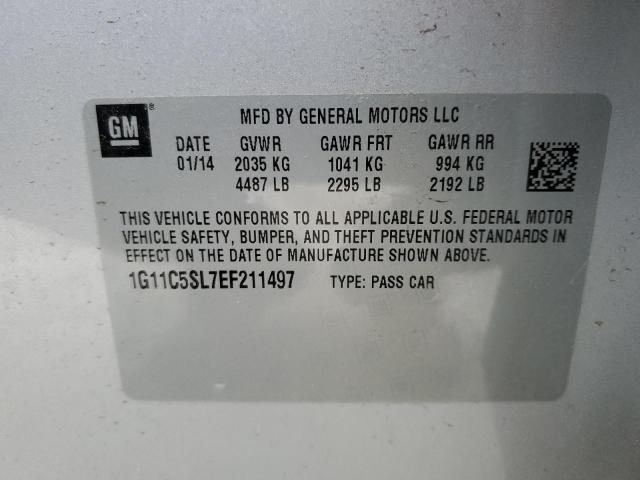 GM®
MFD BY GENERAL MOTORS LLC
DATE GVWR GAWR FRT GAWR RR
01/14 2035 KG 1041 KG 994 KG
4487 LB 2295 LB 2192 LB
THIS VEHICLE CONFORMS TO ALL APPLICABLE U.S. FEDERAL MOTOR
VEHICLE SAFETY, BUMPER, AND THEFT PREVENTION STANDARDS IN
EFFECT ON THE DATE OF MANUFACTURE SHOWN ABOVE.
1G11C5SL7EF211497 TYPE: PASS CAR